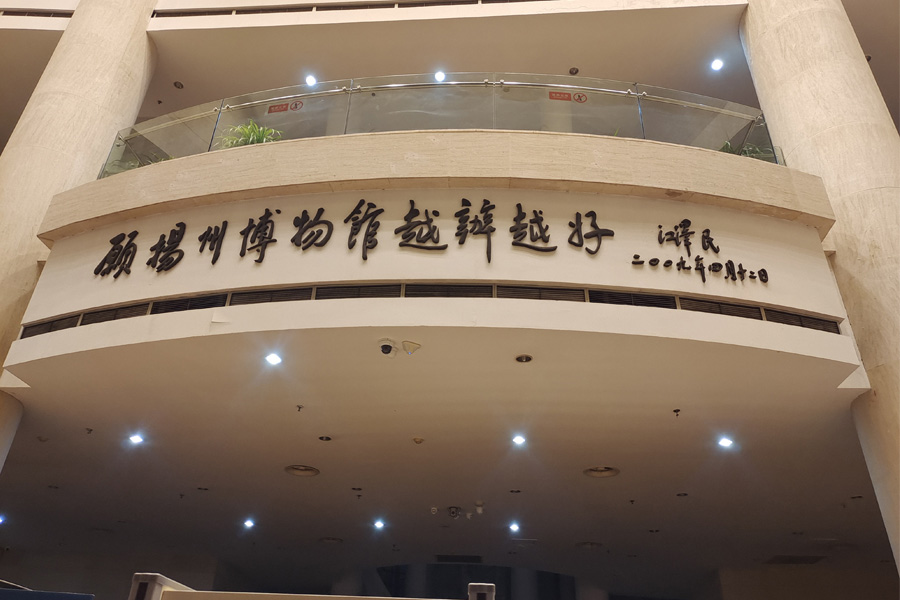 願揚州博物館越辦越好
江澤民
二〇〇九年四月十二日